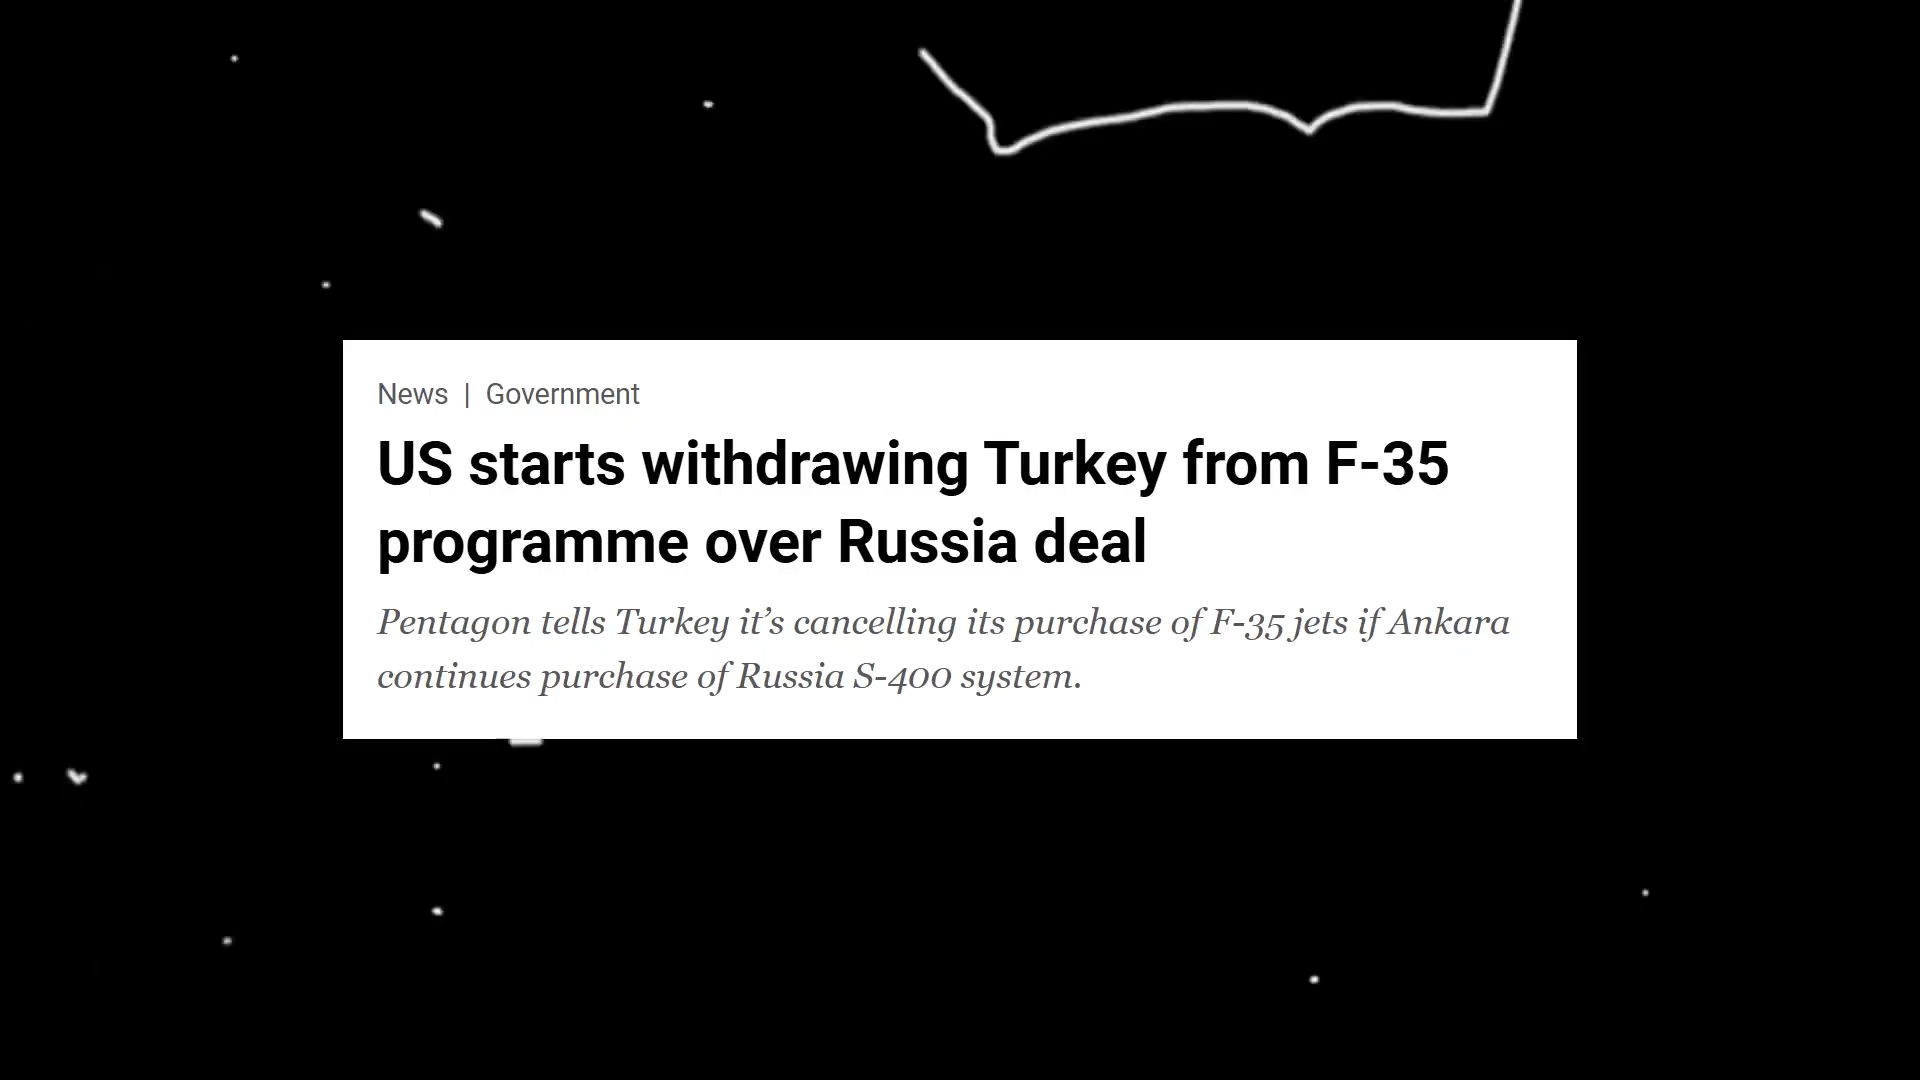 News | Government
US starts withdrawing Turkey from F-35
programme over Russia deal
Pentagon tells Turkey it’s cancelling its purchase of F-35 jets if Ankara
continues purchase of Russia S-400 system.